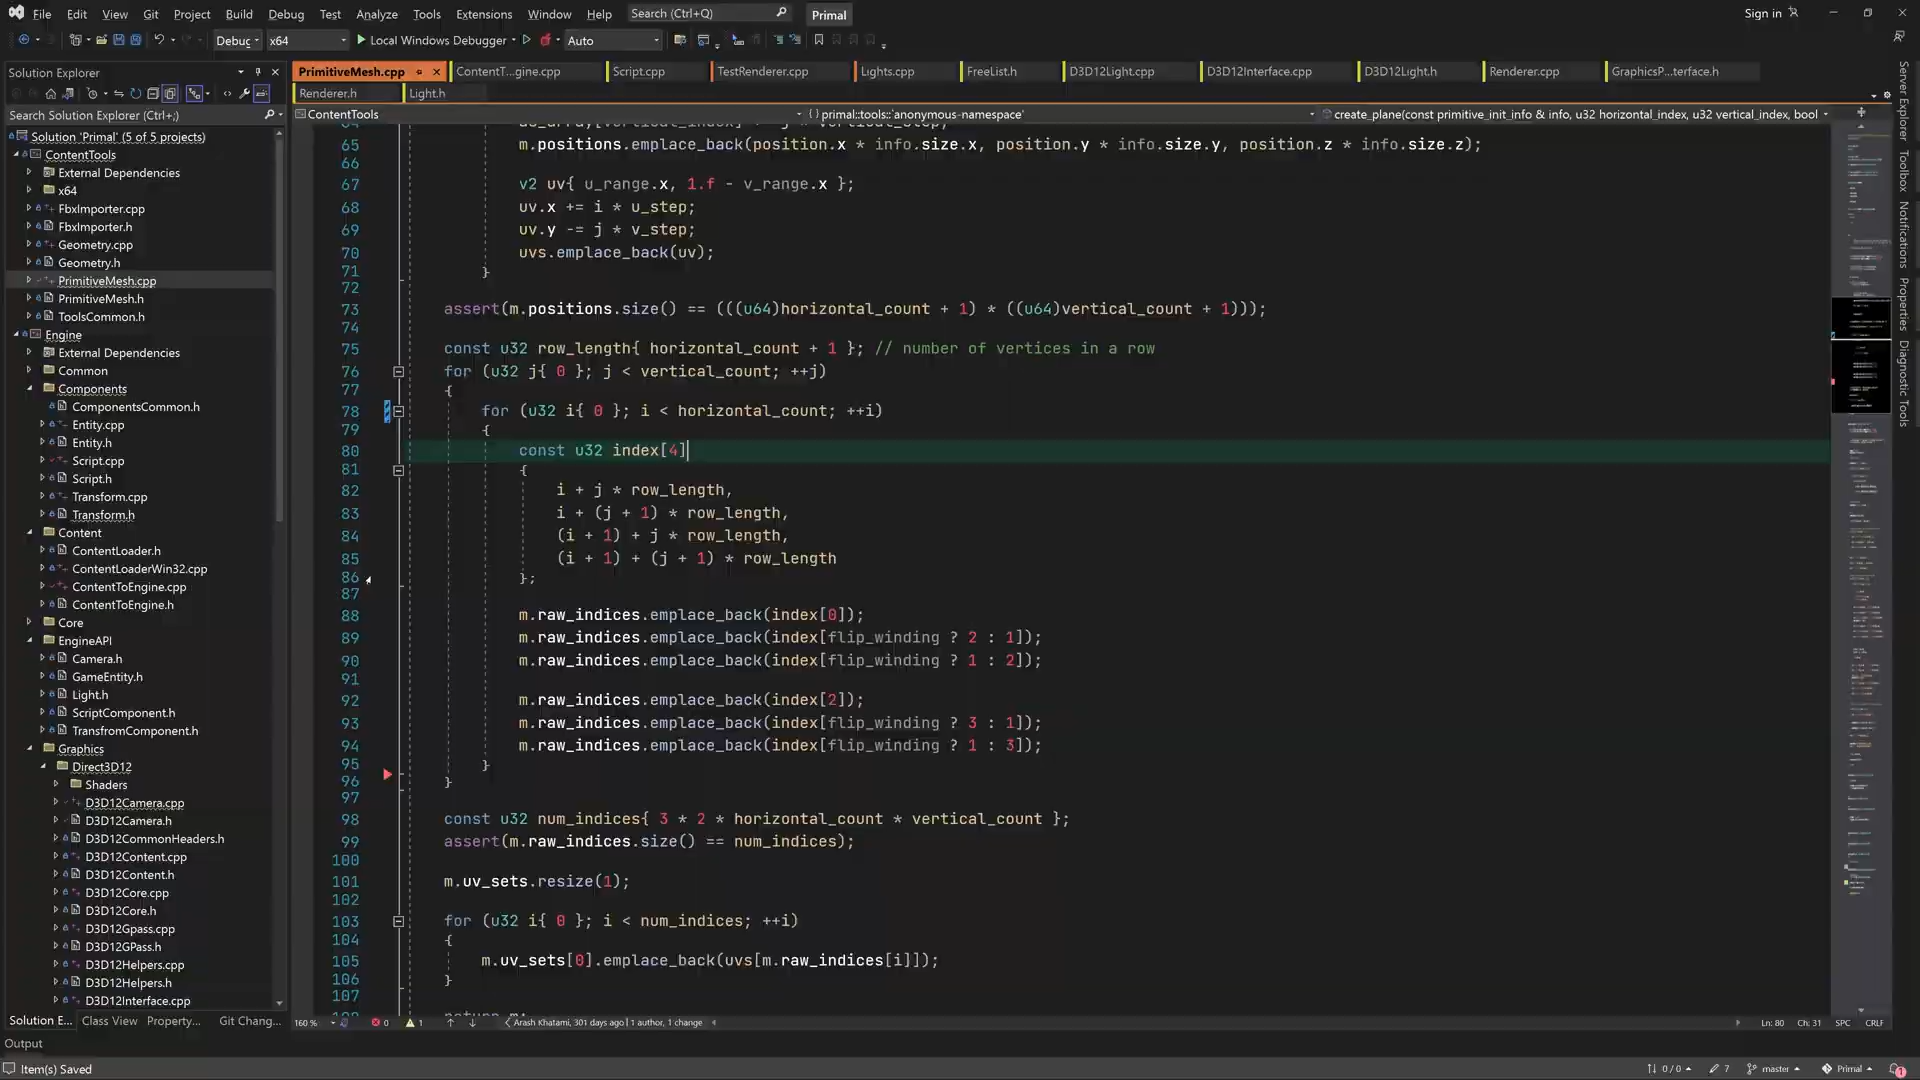 File Edit View Git Project Build Debug Test Analyze Tools Extensions Window Help Search (Ctrl+Q) Primal Sign in
Debug x64 Local Windows Debugger Auto
Solution Explorer
Search Solution Explorer (Ctrl+;)
Solution 'Primal' (5 of 5 projects)
ContentTools
External Dependencies
x64
FbxImporter.cpp
FbxImporter.h
Geometry.cpp
Geometry.h
PrimitiveMesh.cpp
PrimitiveMesh.h
ToolsCommon.h
Engine
External Dependencies
Common
Components
ComponentsCommon.h
Entity.cpp
Entity.h
Script.cpp
Script.h
Transform.cpp
Transform.h
Content
ContentLoader.h
ContentLoaderWin32.cpp
ContentToEngine.cpp
ContentToEngine.h
Core
EngineAPI
Camera.h
GameEntity.h
Light.h
ScriptComponent.h
TransfromComponent.h
Graphics
Direct3D12
Shaders
D3D12Camera.cpp
D3D12Camera.h
D3D12CommonHeaders.h
D3D12Content.cpp
D3D12Content.h
D3D12Core.cpp
D3D12Core.h
D3D12Gpass.cpp
D3D12GPass.h
D3D12Helpers.cpp
D3D12Helpers.h
D3D12Interface.cpp
Solution E... Class View Property... Git Chang...
PrimitiveMesh.cpp ContentT...gine.cpp Script.cpp TestRenderer.cpp Lights.cpp FreeList.h D3D12Light.cpp D3D12Interface.cpp D3D12Light.h Renderer.cpp GraphicsP...terface.h
Renderer.h Light.h
ContentTools {} primal::tools::`anonymous-namespace' create_plane(const primitive_init_info & info, u32 horizontal_index, u32 vertical_index, bool
65 m.positions.emplace_back(position.x * info.size.x, position.y * info.size.y, position.z * info.size.z);
66
67 v2 uv{ u_range.x, 1.f - v_range.x };
68 uv.x += i * u_step;
69 uv.y -= j * v_step;
70 uvs.emplace_back(uv);
71 }
72
73 assert(m.positions.size() == (((u64)horizontal_count + 1) * ((u64)vertical_count + 1)));
74
75 const u32 row_length{ horizontal_count + 1 }; // number of vertices in a row
76 for (u32 j{ 0 }; j < vertical_count; ++j)
77 {
78 for (u32 i{ 0 }; i < horizontal_count; ++i)
79 {
80 const u32 index[4]
81 {
82 i + j * row_length,
83 i + (j + 1) * row_length,
84 (i + 1) + j * row_length,
85 (i + 1) + (j + 1) * row_length
86 };
87
88 m.raw_indices.emplace_back(index[0]);
89 m.raw_indices.emplace_back(index[flip_winding ? 2 : 1]);
90 m.raw_indices.emplace_back(index[flip_winding ? 1 : 2]);
91
92 m.raw_indices.emplace_back(index[2]);
93 m.raw_indices.emplace_back(index[flip_winding ? 3 : 1]);
94 m.raw_indices.emplace_back(index[flip_winding ? 1 : 3]);
95 }
96 }
97
98 const u32 num_indices{ 3 * 2 * horizontal_count * vertical_count };
99 assert(m.raw_indices.size() == num_indices);
100
101 m.uv_sets.resize(1);
102
103 for (u32 i{ 0 }; i < num_indices; ++i)
104 {
105 m.uv_sets[0].emplace_back(uvs[m.raw_indices[i]]);
106 }
107
160 % 0 1 Arash Khatami, 301 days ago | 1 author, 1 change Ln: 80 Ch: 31 SPC CRLF
Server Explorer
Toolbox
Notifications
Properties
Diagnostic Tools
Output
Item(s) Saved 0 / 0 7 master Primal 1